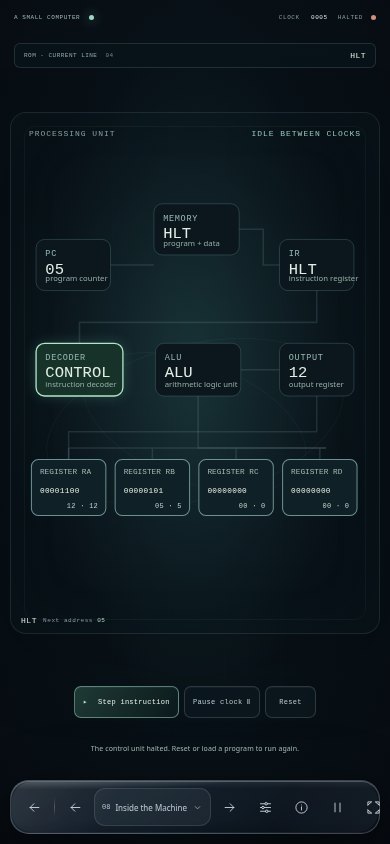 A SMALL COMPUTER
CLOCK 0005 HALTED
ROM · CURRENT LINE 04
HLT
PROCESSING UNIT
IDLE BETWEEN CLOCKS
MEMORY
HLT
program + data
PC
05
program counter
IR
HLT
instruction register
DECODER
CONTROL
instruction decoder
ALU
ALU
arithmetic logic unit
OUTPUT
12
output register
REGISTER RA
00001100
12 · 12
REGISTER RB
00000101
05 · 5
REGISTER RC
00000000
00 · 0
REGISTER RD
00000000
00 · 0
HLT Next address 05
Step instruction
Pause clock
Reset
The control unit halted. Reset or load a program to run again.
08 Inside the Machine